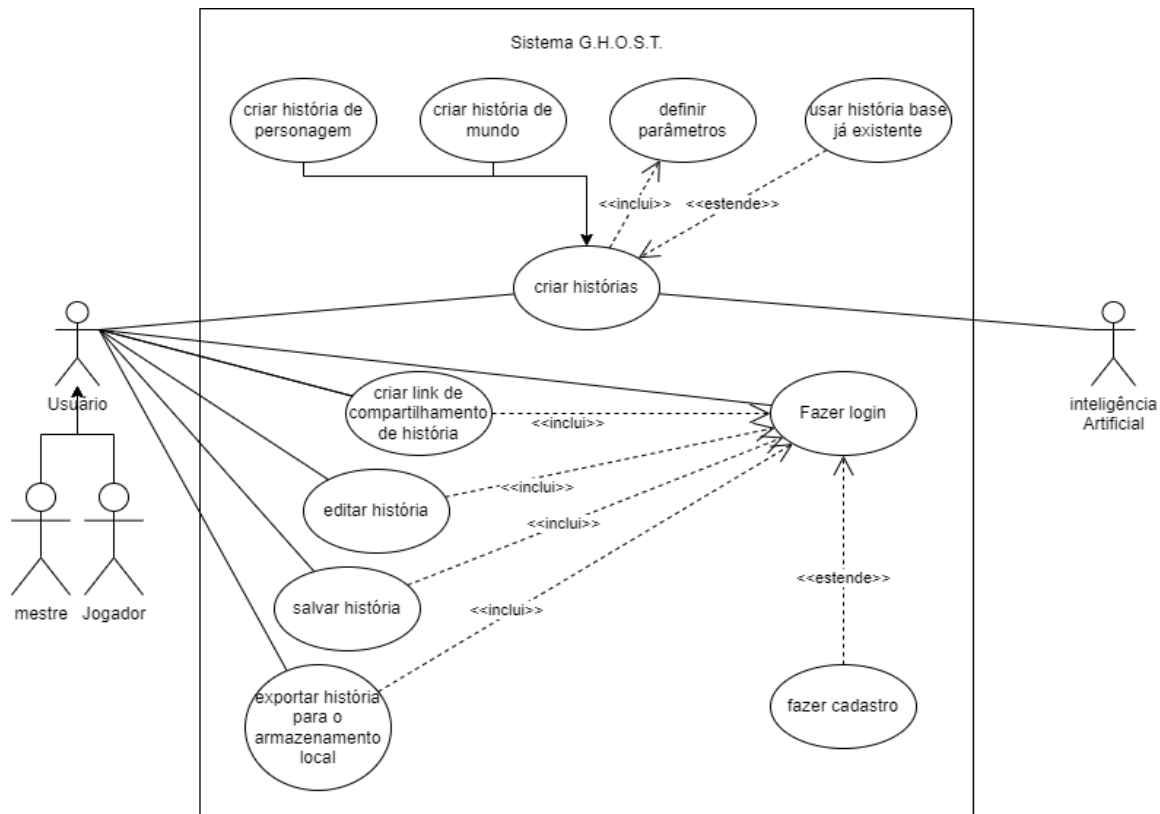 Sistema G.H.O.S.T.
criar história de
personagem
criar história de
mundo
definir
parâmetros
usar história base
já existente
<<inclui>>
<<estende>>
criar histórias
Usuário
inteligência
Artificial
criar link de
compartilhamento
de história
<<inclui>>
Fazer login
editar história
<<inclui>>
<<inclui>>
mestre
Jogador
salvar história
<<inclui>>
<<estende>>
exportar história
para o
armazenamento
local
fazer cadastro